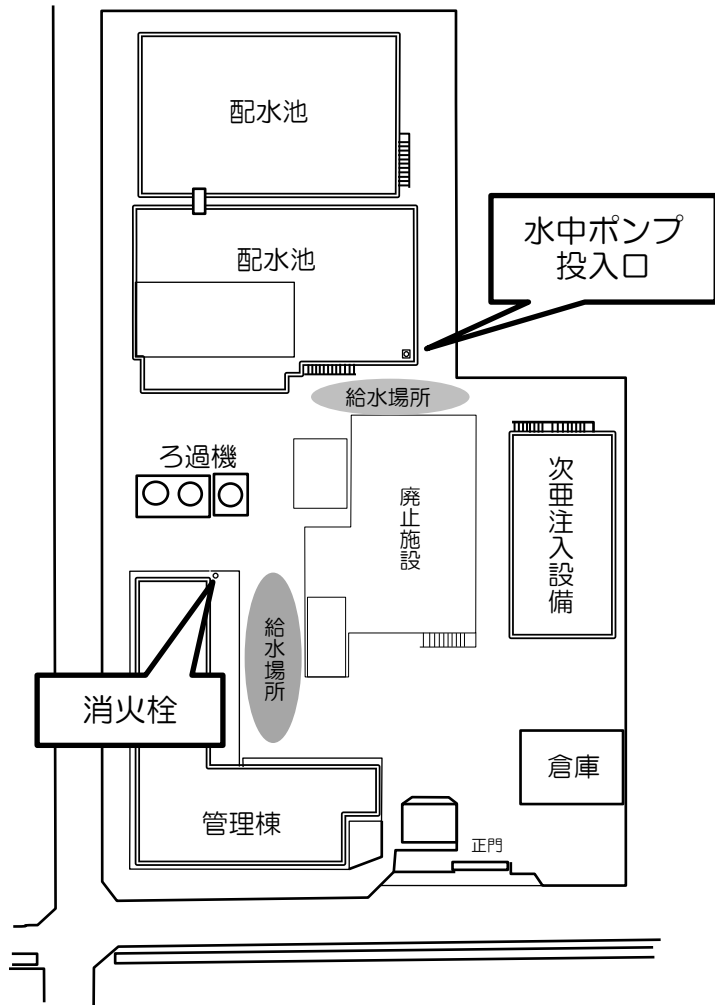 配水池
配水池
水中ポンプ
投入口
給水場所
ろ過機
廃止施設
次亜注入設備
給水場所
消火栓
倉庫
管理棟
正門